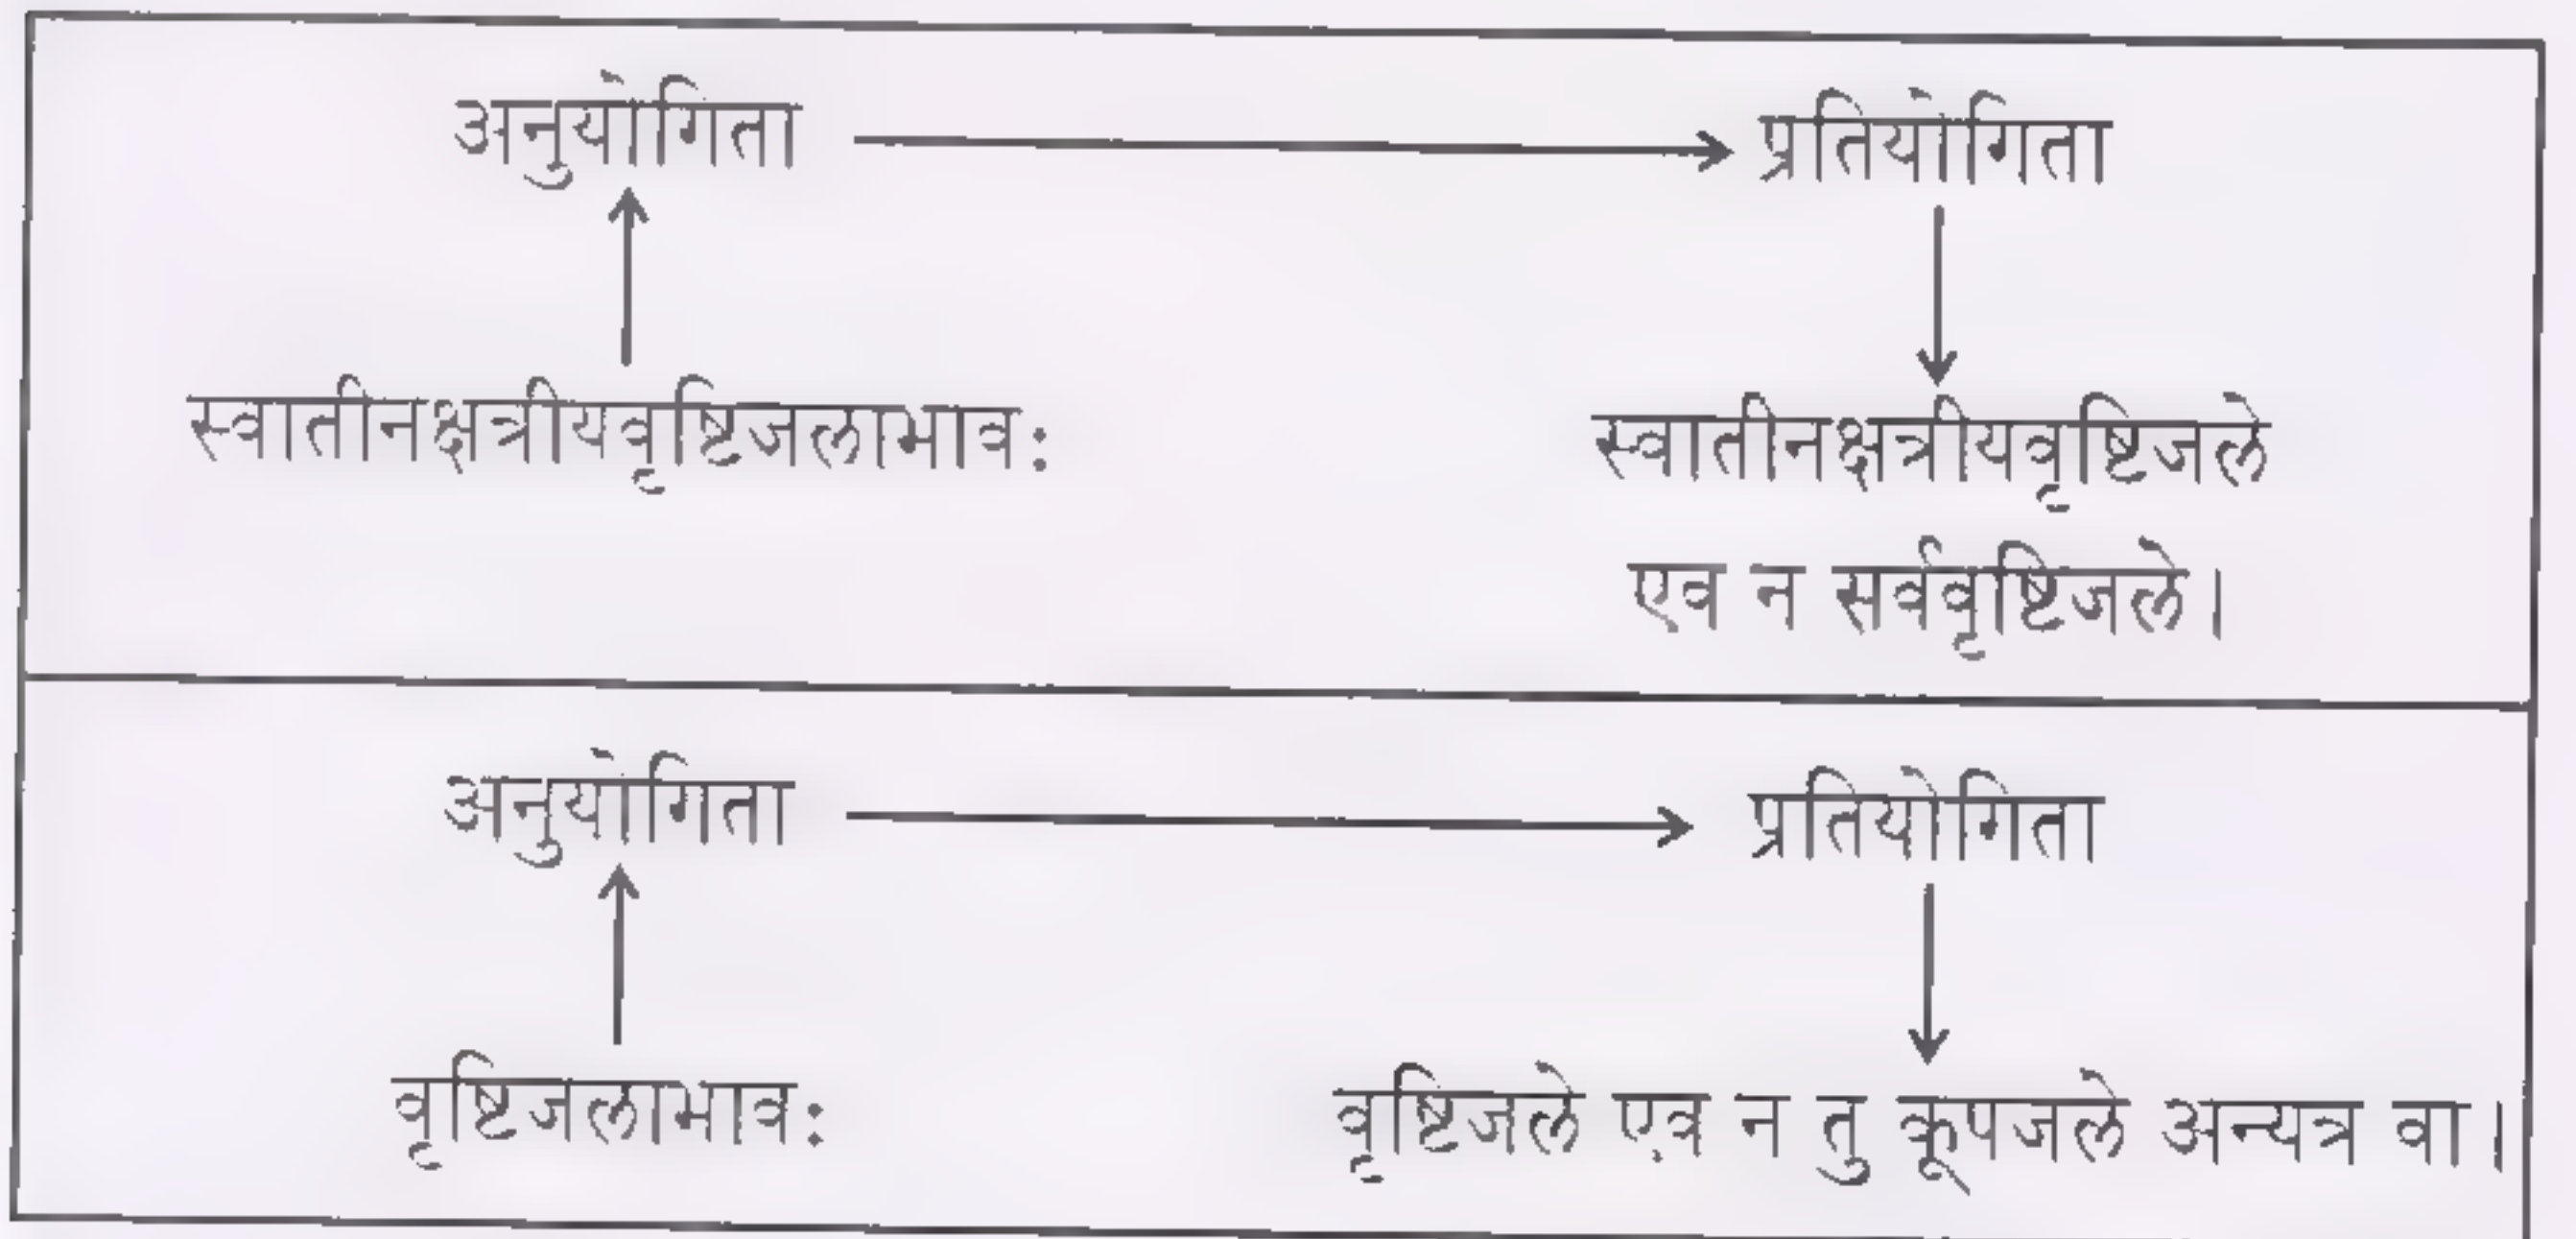 अनुयोगिता प्रतियोगिता
स्वातीनक्षत्रीयवृष्टिजलाभावः स्वातीनक्षत्रीयवृष्टिजले
एव न सर्ववृष्टिजले।
अनुयोगिता प्रतियोगिता
वृष्टिजलाभावः वृष्टिजले एव न तु कूपजले अन्यत्र वा।